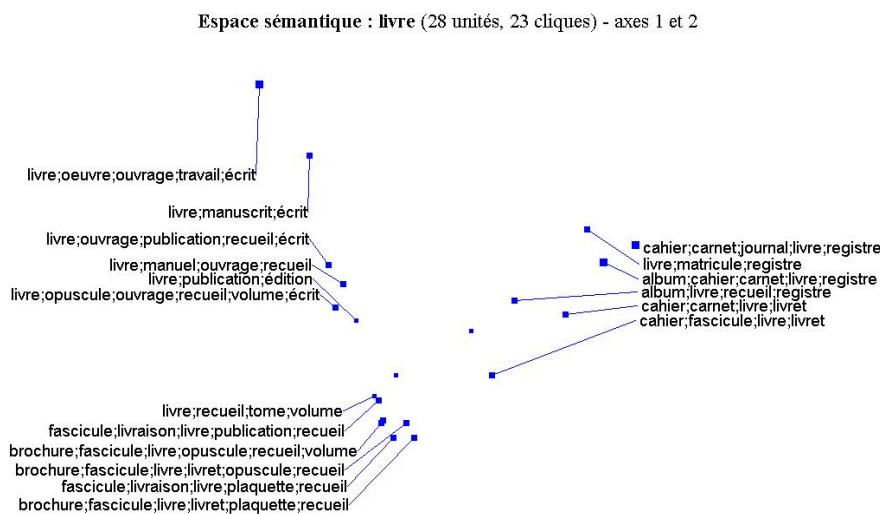 Espace sémantique : livre (28 unités, 23 cliques) - axes 1 et 2
livre;oeuvre;ouvrage;travail;écrit
livre;manuscrit;écrit
livre;ouvrage;publication;recueil;écrit
livre;manuel;ouvrage;recueil
livre;publication;édition
livre;opuscule;ouvrage;recueil;volume;écrit
cahier;carnet;journal;livre;registre
livre;matricule;registre
album;cahier;carnet;livre;registre
album;livre;recueil;registre
cahier;carnet;livre;livret
cahier;fascicule;livre;livret
livre;recueil;tome;volume
fascicule;livraison;livre;publication;recueil
brochure;fascicule;livre;opuscule;recueil;volume
brochure;fascicule;livre;livret;opuscule;recueil
fascicule;livraison;livre;plaquette;recueil
brochure;fascicule;livre;livret;plaquette;recueil